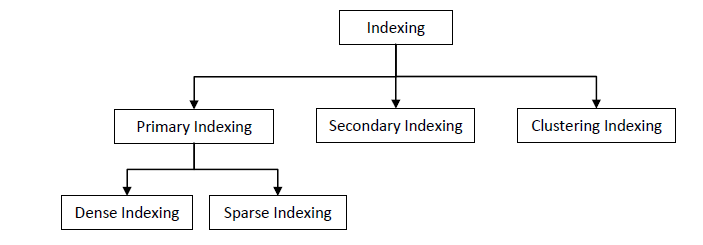 Indexing
Primary Indexing
Secondary Indexing
Clustering Indexing
Dense Indexing
Sparse Indexing